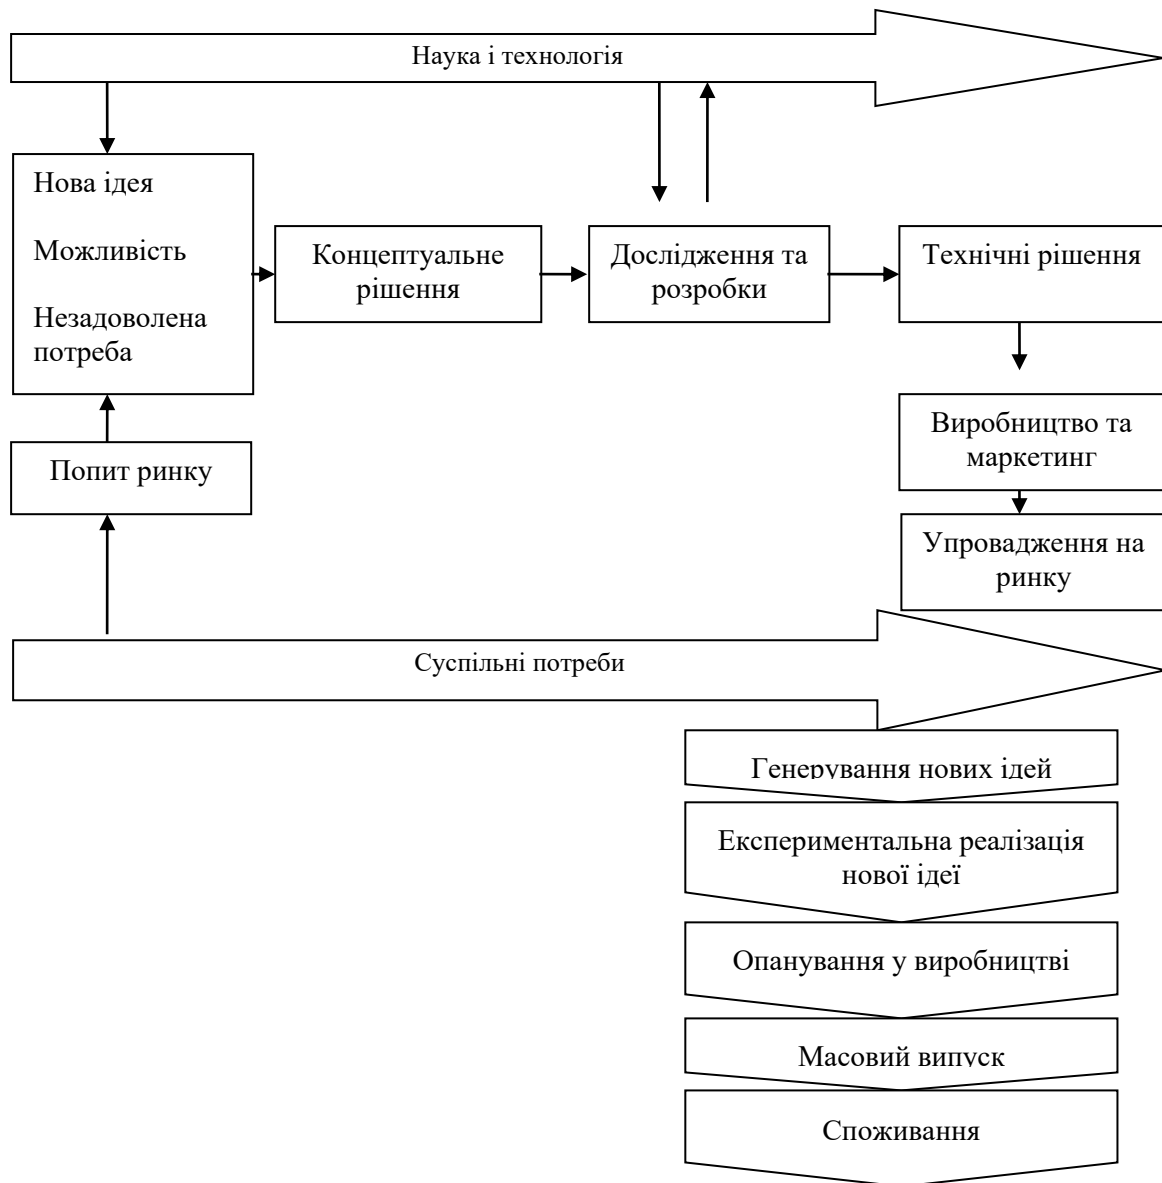 Наука і технологія
Нова ідея
Можливість
Незадоволена
потреба
Концептуальне
рішення
Дослідження та
розробки
Технічні рішення
Виробництво та
маркетинг
Попит ринку
Упровадження на
ринку
Суспільні потреби
Генерування нових ідей
Експериментальна реалізація
нової ідеї
Опанування у виробництві
Масовий випуск
Споживання